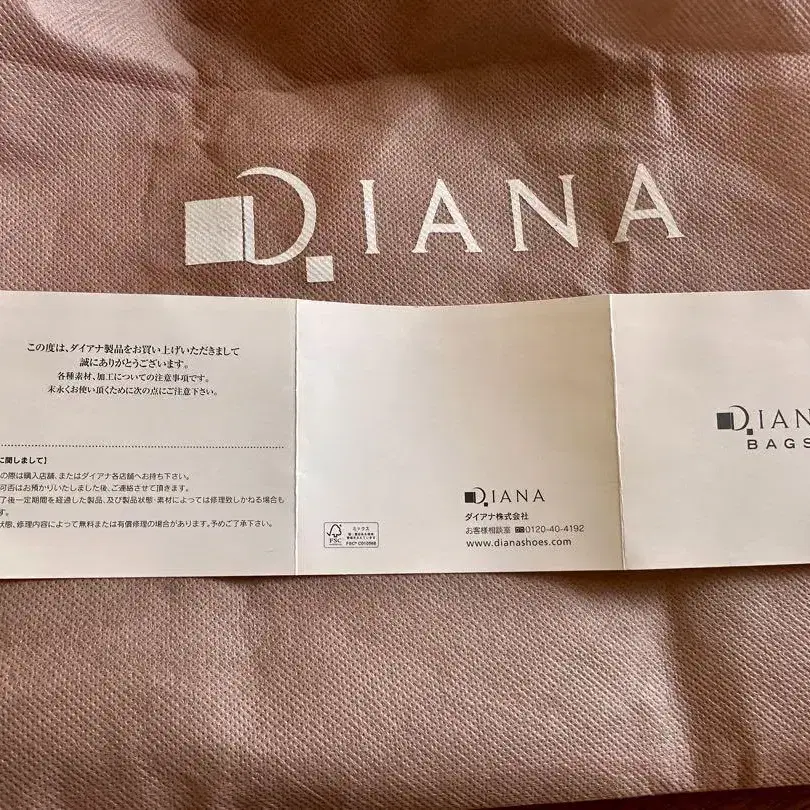 DIANA
この度は、ダイアナ製品をお買い上げいただきまして
誠にありがとうございます。
各種素材、加工についての注意事項です。
末永くお使い頂くために次の点にご注意下さい。
に関しまして】
の際は購入店舗、またはダイアナ各店舗へお持ち下さい。
可否はお預かりいたしました後、ご連絡させて頂きます。
了後一定期間を経過した製品、及び製品状態・素材によっては修理致しかねる場合も
す。
状態、修理内容によって無料または有償修理の場合があります。予めご了承下さい。
FSC
ミックス
FSC® C010568
DIANA
ダイアナ株式会社
お客様相談室 0120-40-4192
www.dianashoes.com
DIAN
BAGS